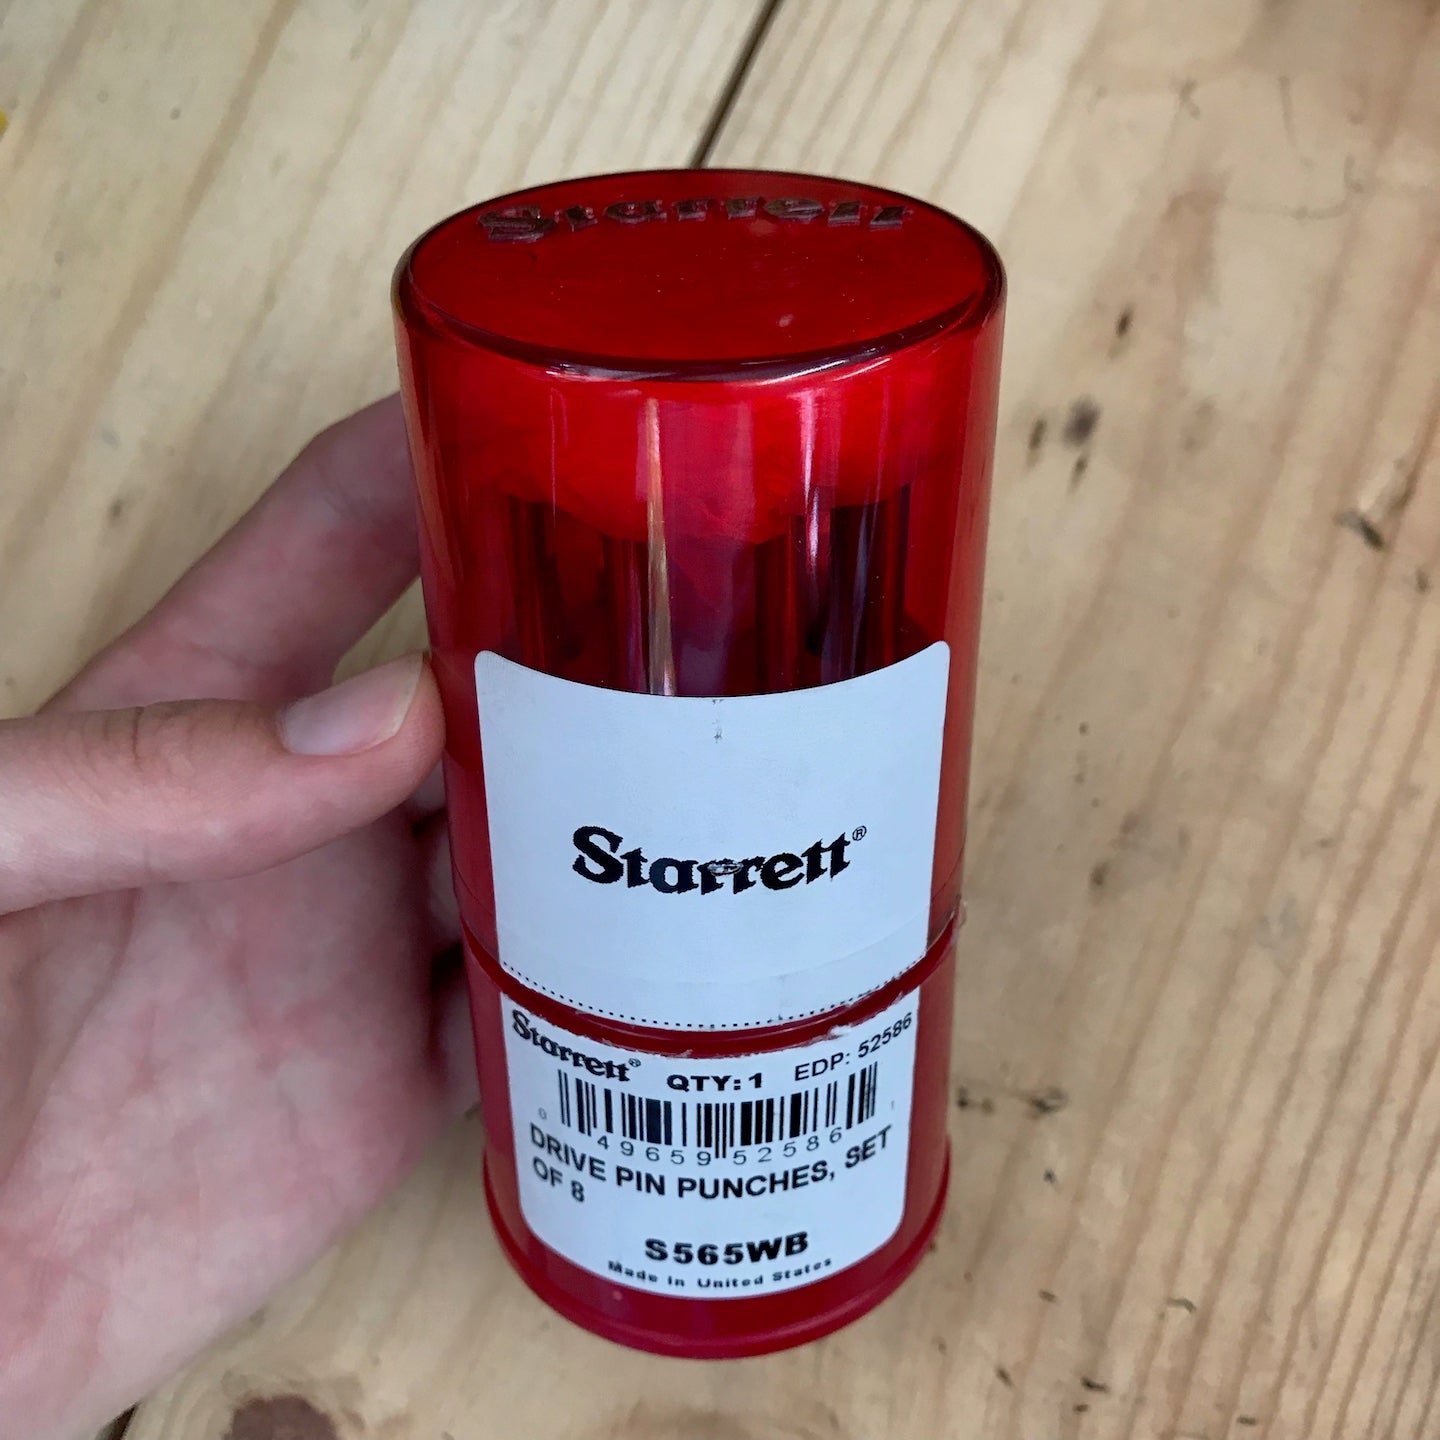 Starrett
Starrett®
Starrett® QTY:1 EDP: 52586
0 49659 52586 1
DRIVE PIN PUNCHES, SET
OF 8
S565WB
Made in United States